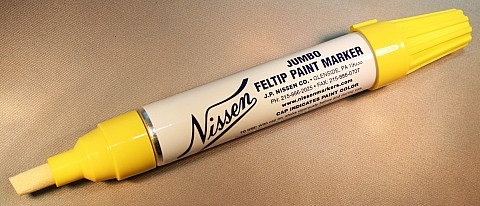 Nissen
JUMBO
FELTIP PAINT MARKER
J.P. NISSEN CO. • GLENSIDE, PA
PH: 215-886-2025 • FAX: 215-886-0707
www.nissenmarkers.com
CAP INDICATES PAINT COLOR